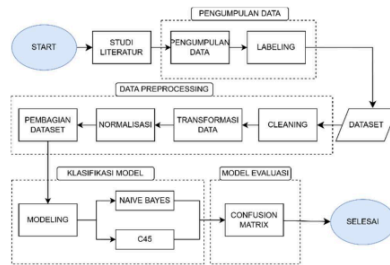 PENGUMPULAN DATA
START
STUDI
LITERATUR
PENGUMPULAN
DATA
LABELING
DATA PREPROCESSING
PEMBAGIAN
DATASET
NORMALISASI
TRANSFORMASI
DATA
CLEANING
DATASET
KLASIFIKASI MODEL
MODEL EVALUASI
MODELING
NAIVE BAYES
C45
CONFUSION
MATRIX
SELESAI